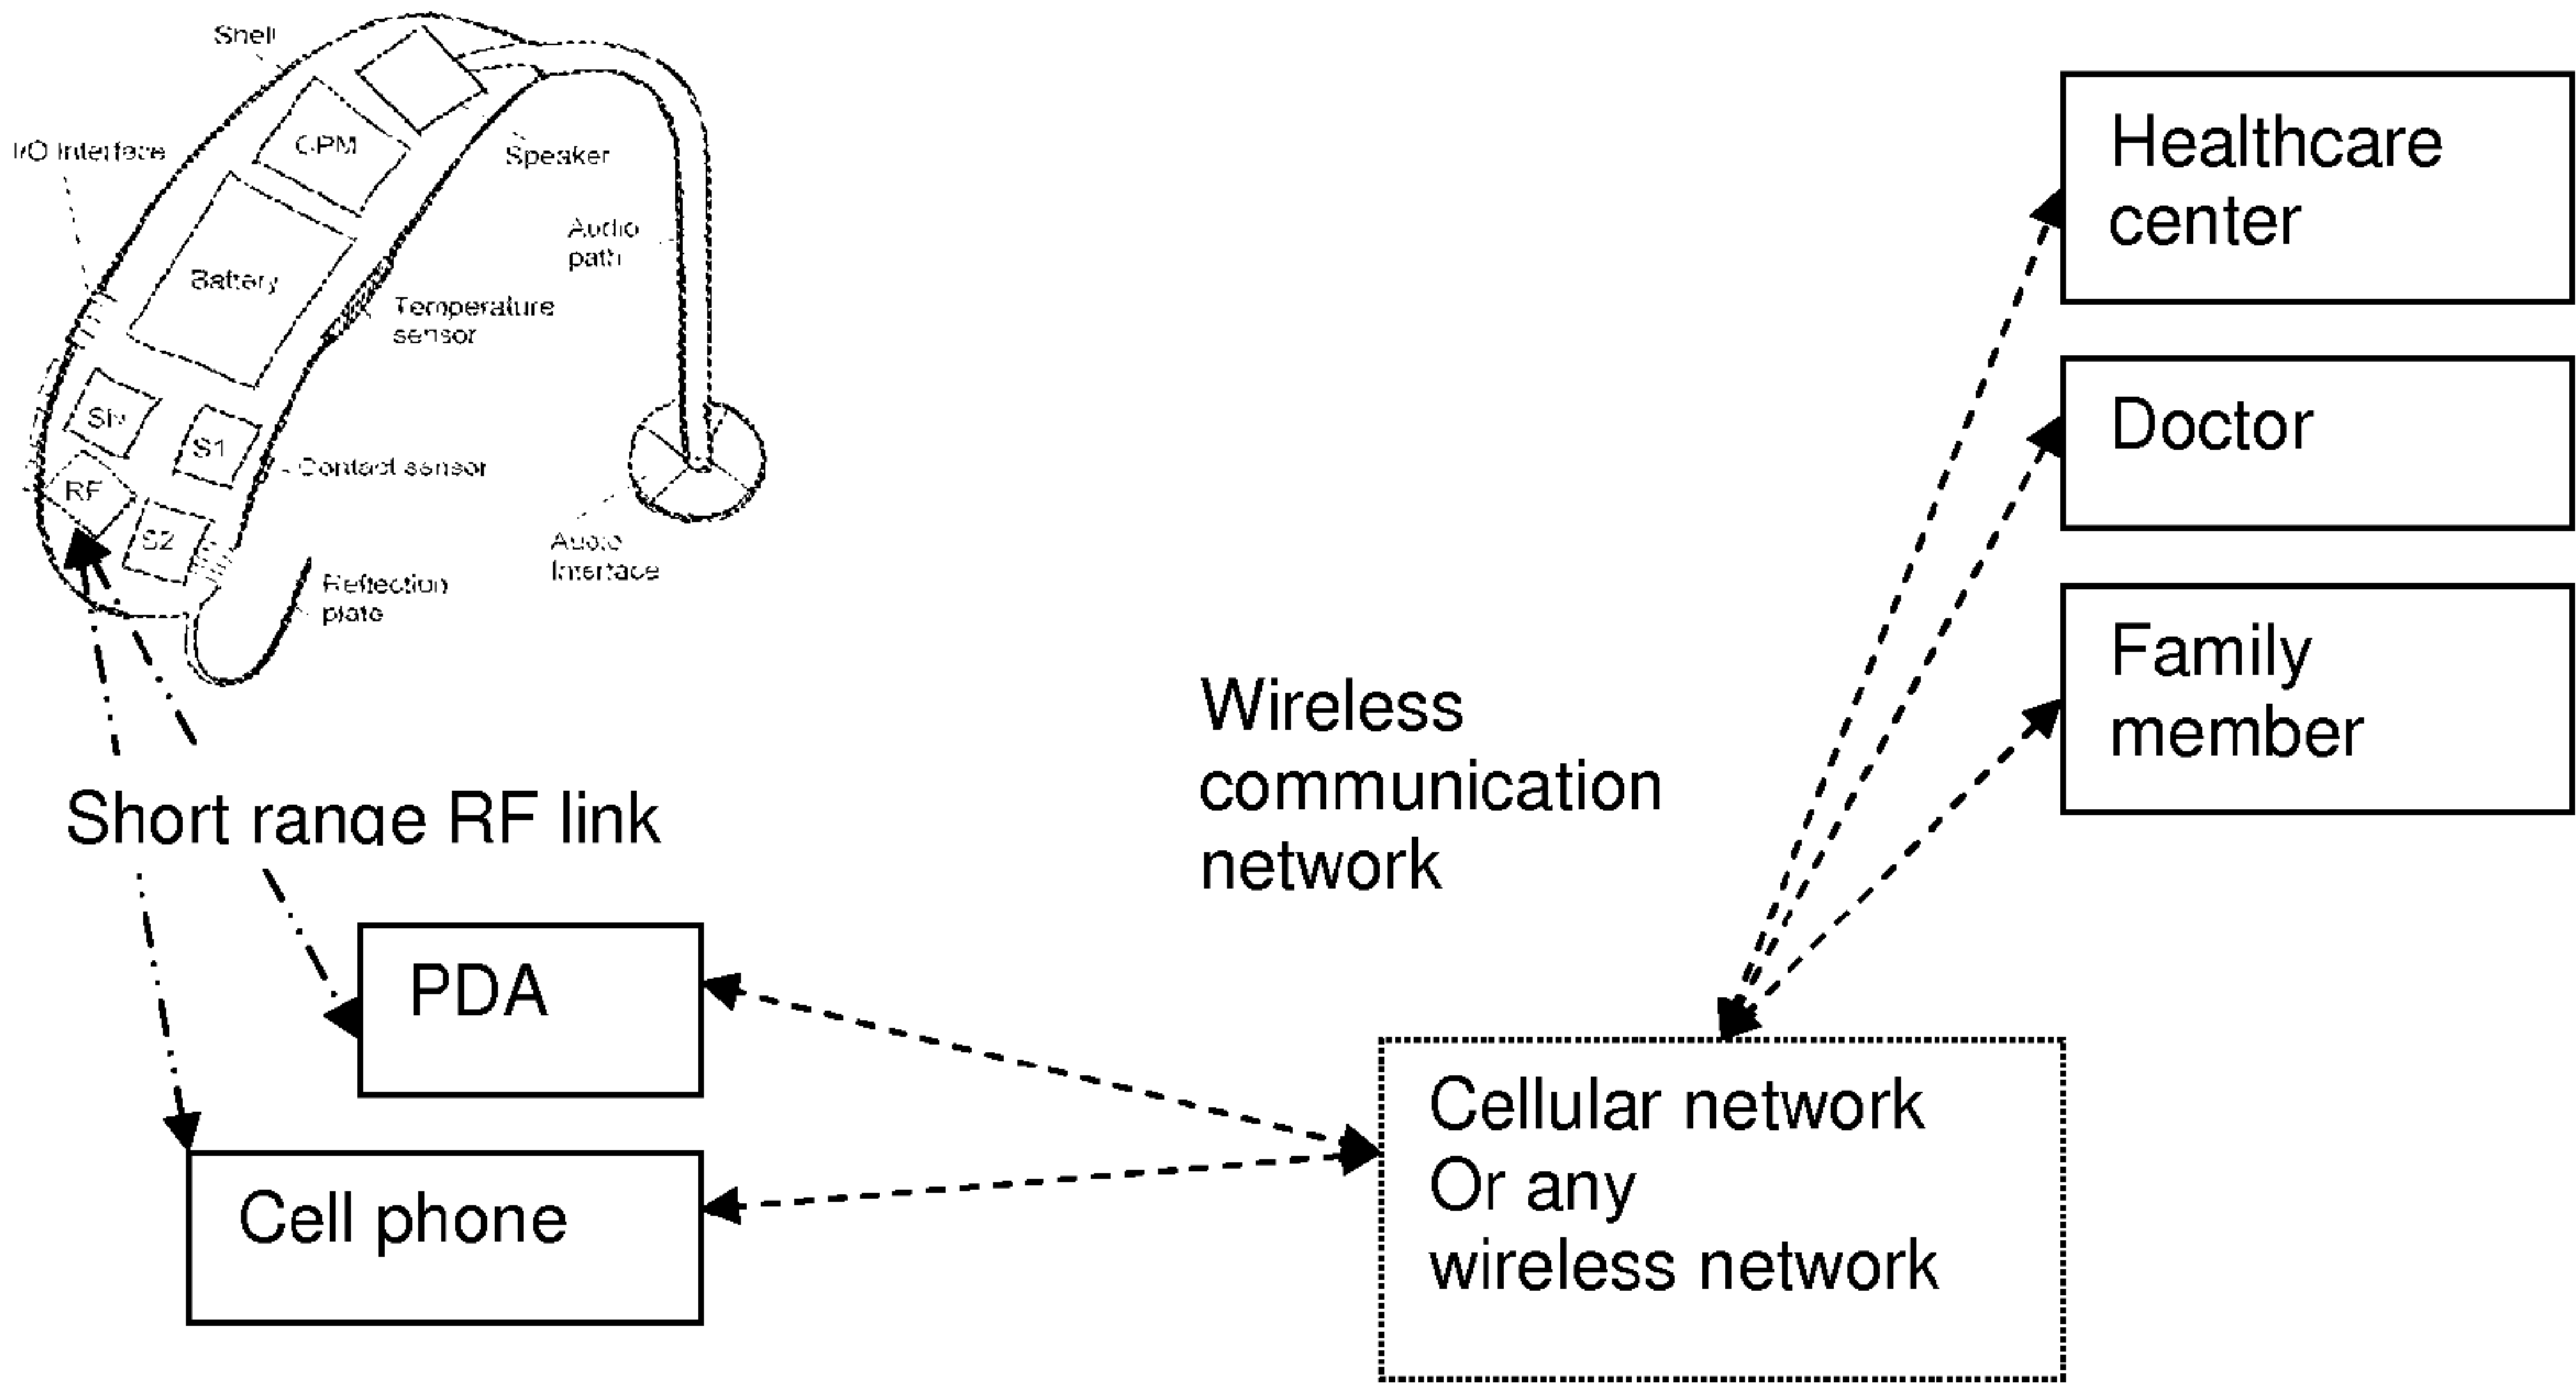 Shell
I/O Interface
CPM
Speaker
Battery
Audio
path
Temperature
sensor
SN
S1
RF
Contact sensor
S2
Audio
Interface
Reflection
plate
Short range RF link
PDA
Cell phone
Wireless
communication
network
Cellular network
Or any
wireless network
Healthcare
center
Doctor
Family
member